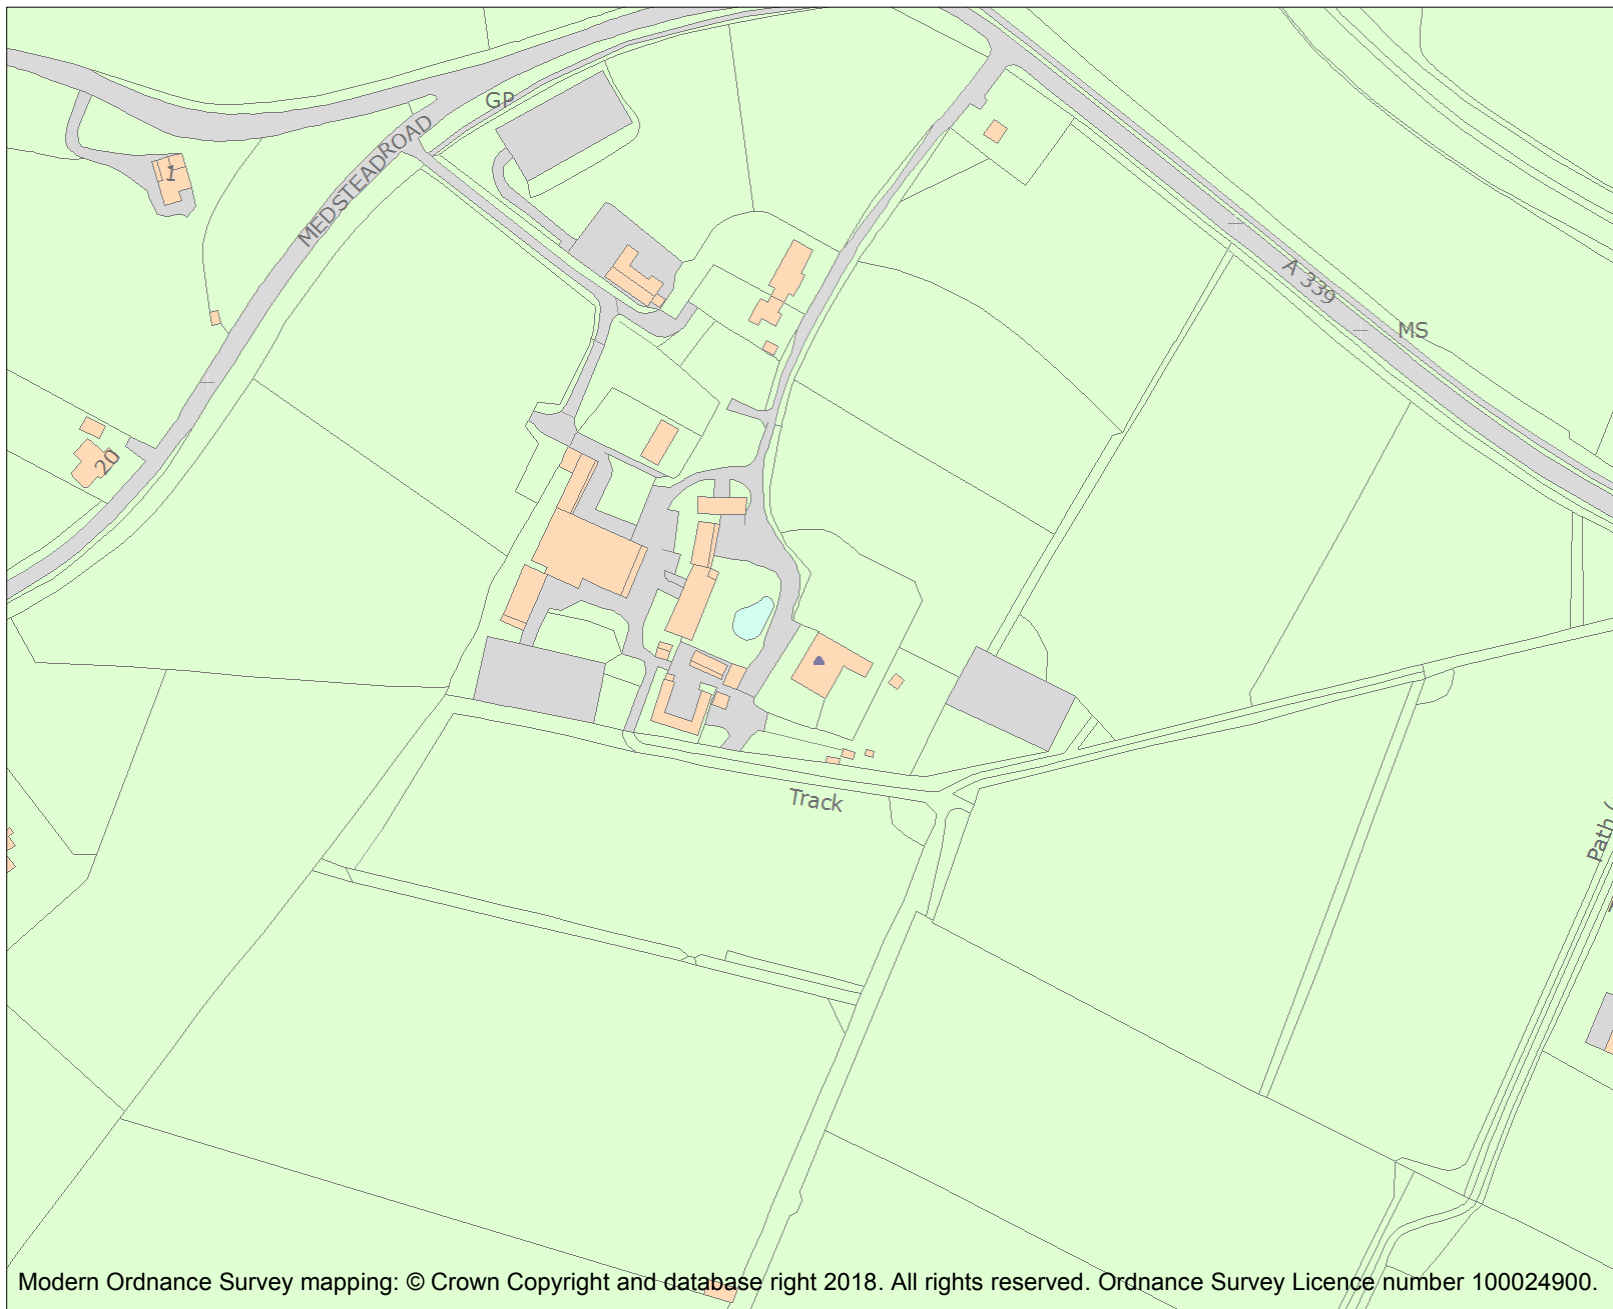 GP
MEDSTEADROAD
1
A 339
MS
20
Track
Path (
Modern Ordnance Survey mapping: © Crown Copyright and database right 2018. All rights reserved. Ordnance Survey Licence number 100024900.